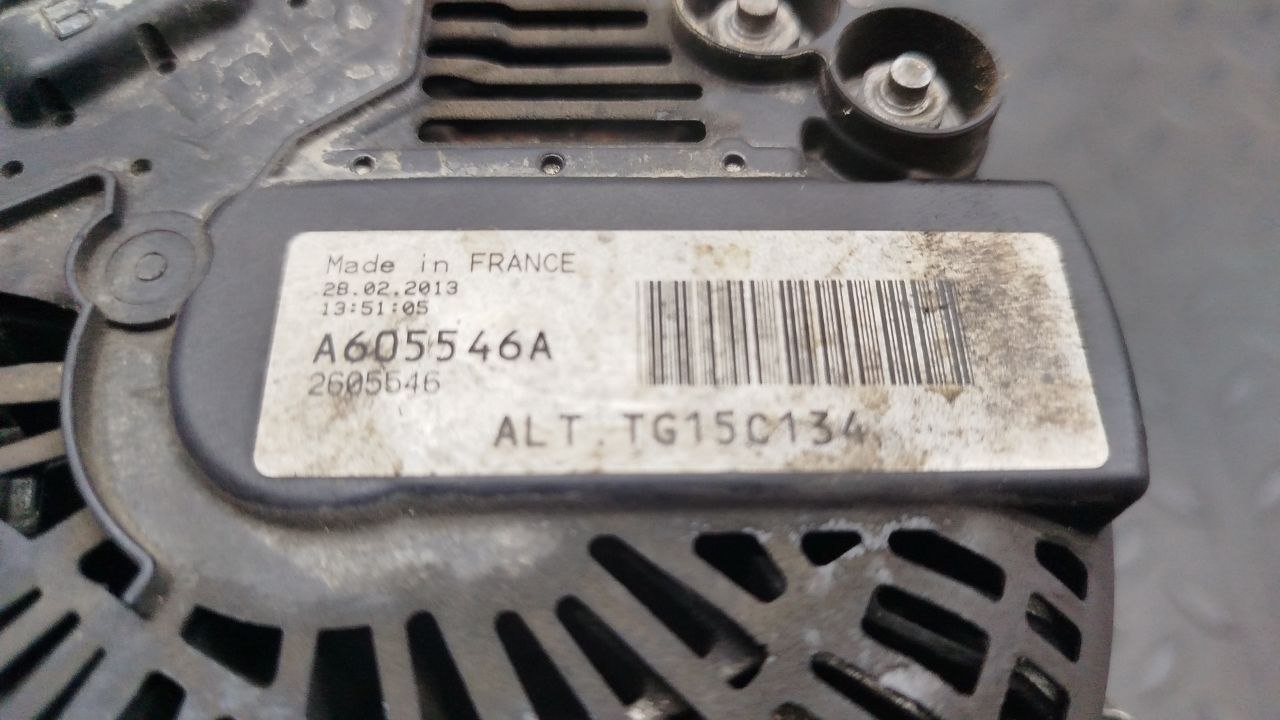 Made in FRANCE
28.02.2013
13:51:05
A605546A
2605546
ALT. TG15C134